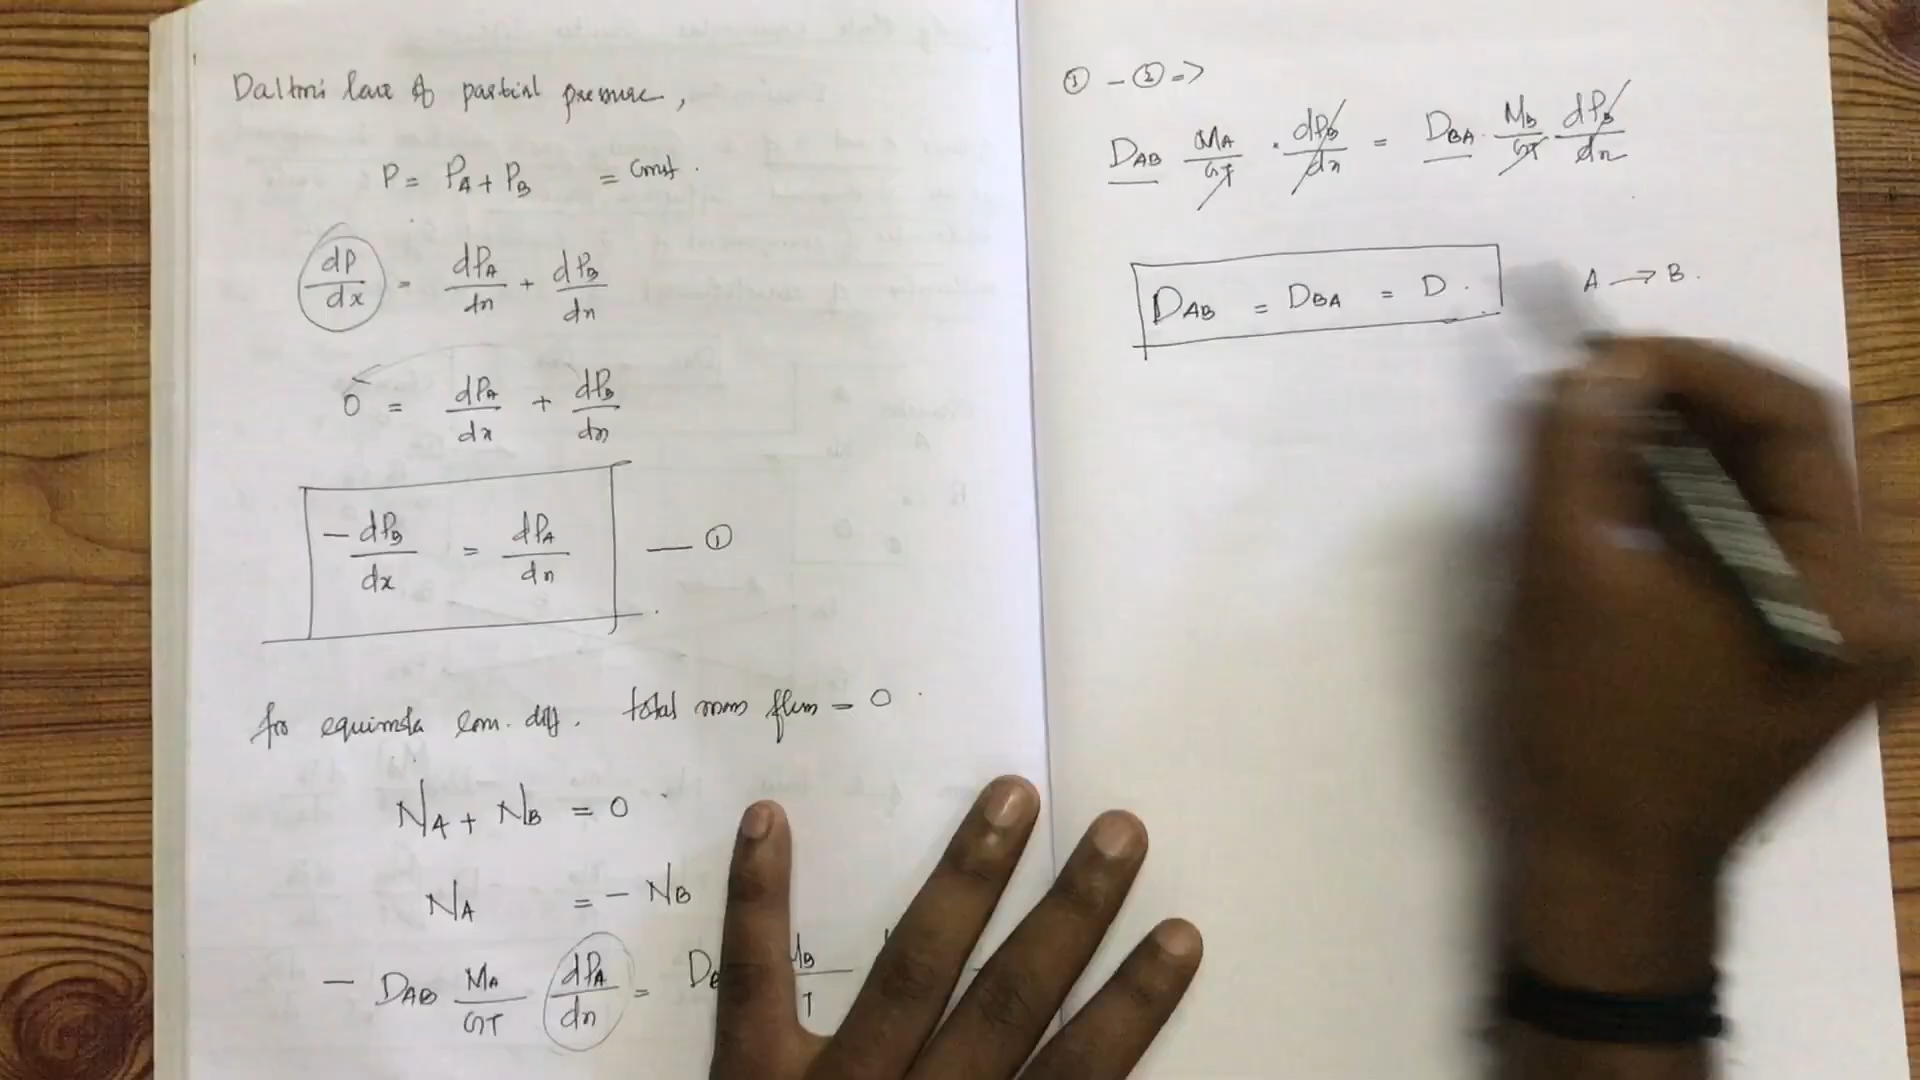 Dalton's law of partial pressure,
P = PA + PB = const.
dP/dx = dPA/dx + dPB/dx
0 = dPA/dx + dPB/dx
- dPB/dx = dPA/dx — ①
for equimola com. diff. total mass flux = 0
NA + NB = 0
NA = - NB
- DAB MA/GT dPA/dx =
① - ② =>
DAB MA/GT . dPB/dx = DBA . MB/GT dPB/dx
DAB = DBA = D.
A → B.